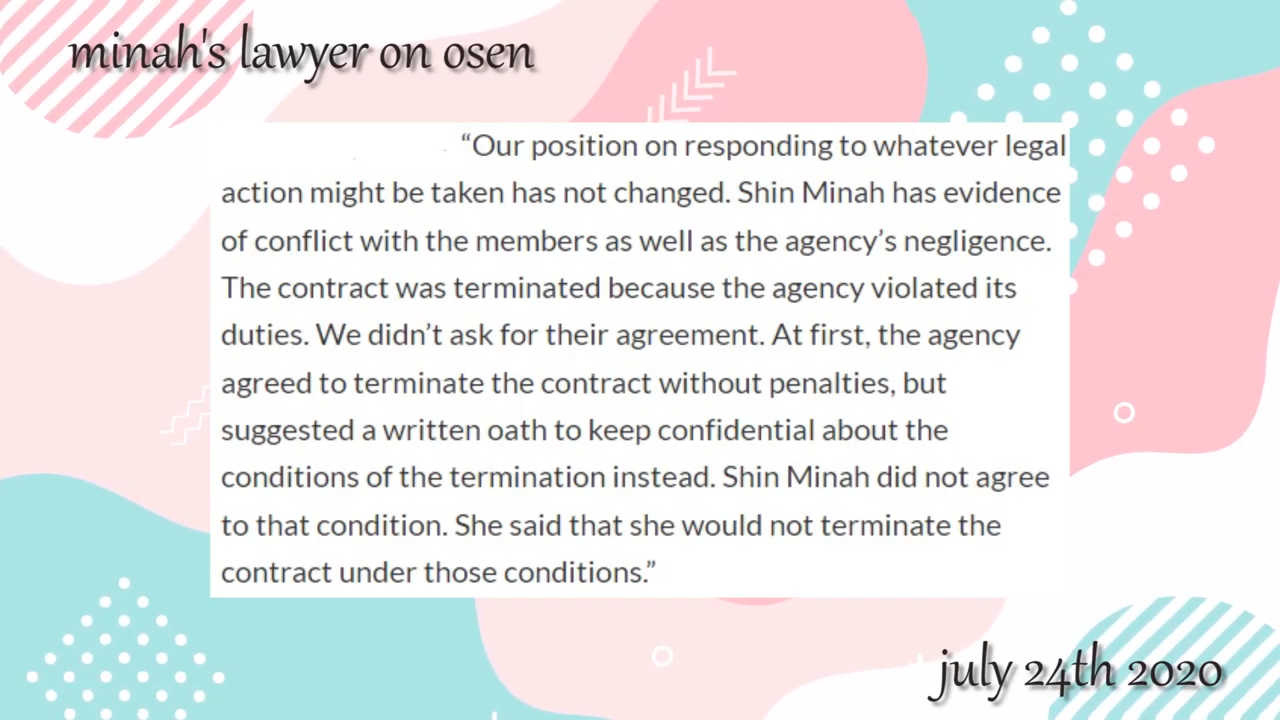 minah's lawyer on osen
“Our position on responding to whatever legal
action might be taken has not changed. Shin Minah has evidence
of conflict with the members as well as the agency’s negligence.
The contract was terminated because the agency violated its
duties. We didn’t ask for their agreement. At first, the agency
agreed to terminate the contract without penalties, but
suggested a written oath to keep confidential about the
conditions of the termination instead. Shin Minah did not agree
to that condition. She said that she would not terminate the
contract under those conditions.”
july 24th 2020